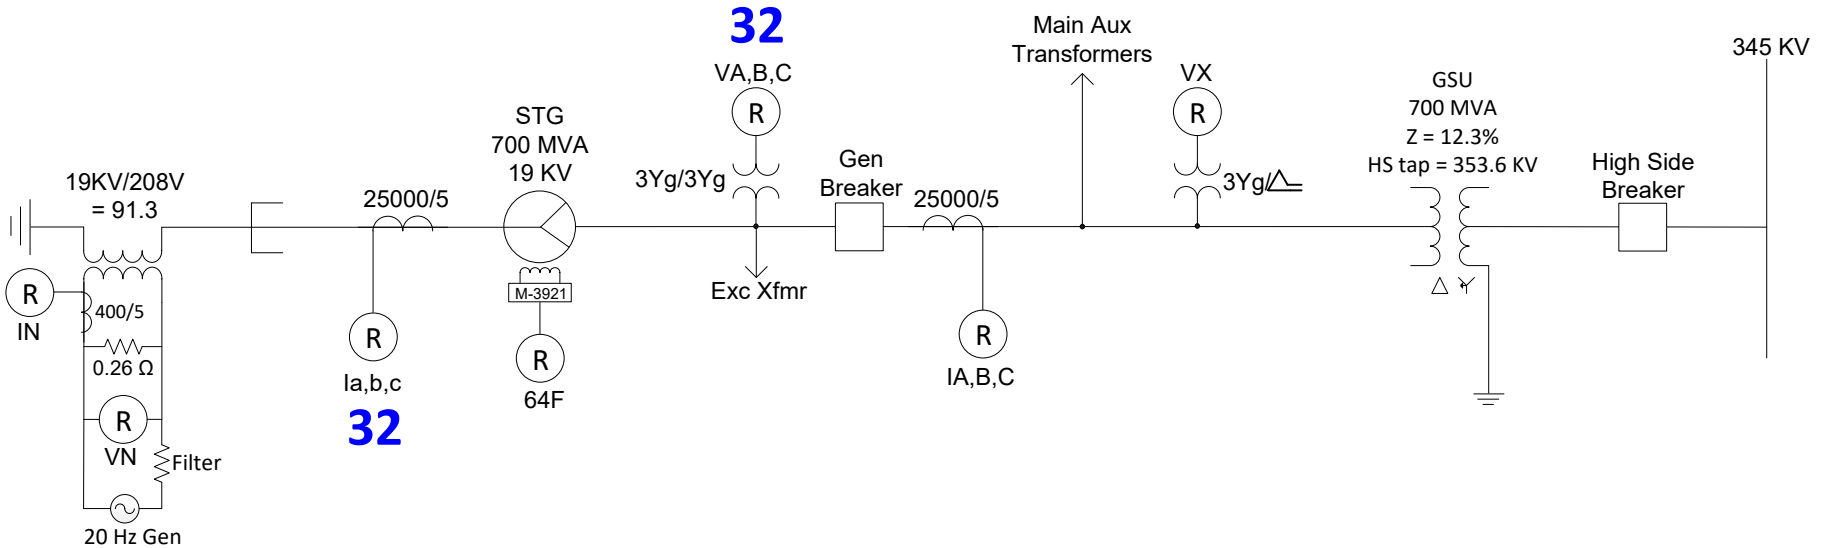 32
VA,B,C
R
3Yg/3Yg
Main Aux
Transformers
VX
R
3Yg/
GSU
700 MVA
Z = 12.3%
HS tap = 353.6 KV
345 KV
High Side
Breaker
STG
700 MVA
19 KV
Gen
Breaker
25000/5
25000/5
19KV/208V
= 91.3
R
IN
400/5
0.26 Ω
R
VN
Filter
20 Hz Gen
R
Ia,b,c
32
M-3921
R
64F
Exc Xfmr
R
IA,B,C